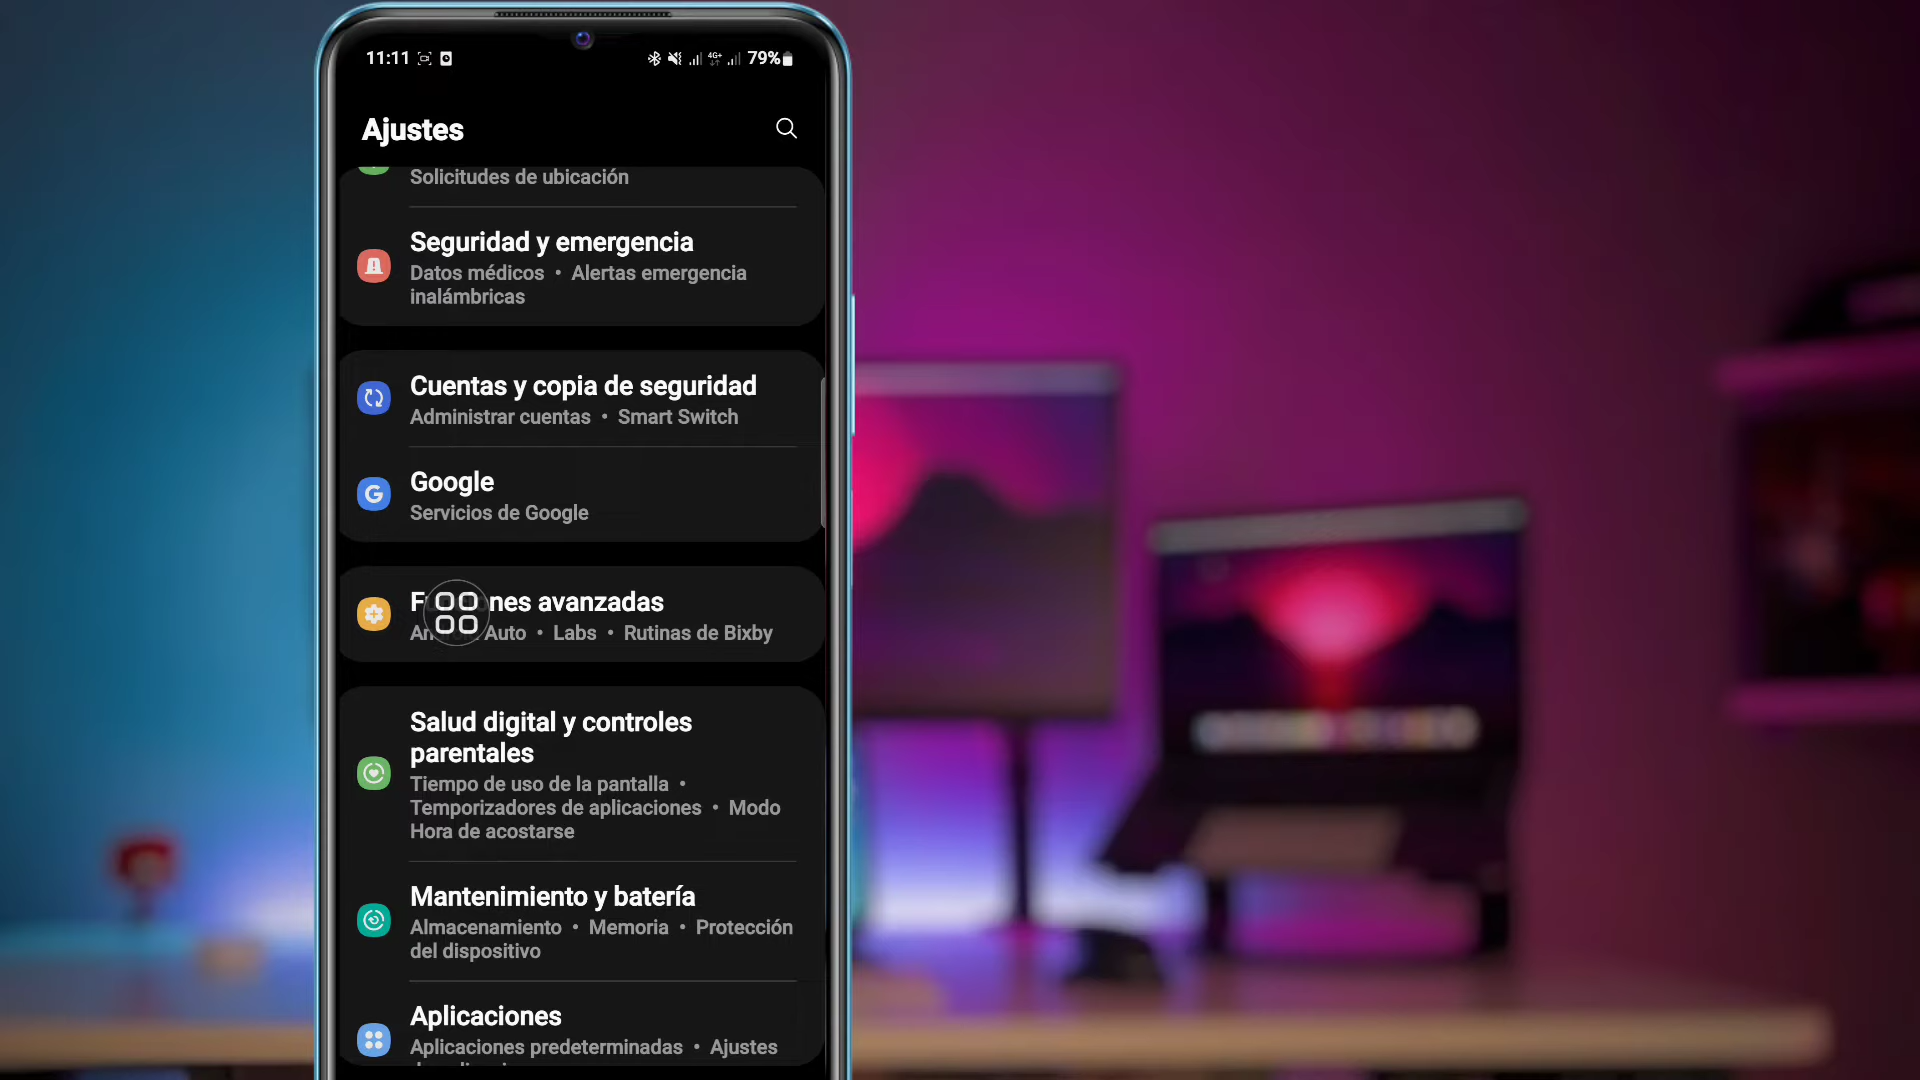 11:11 4G+ 79%
Ajustes
Solicitudes de ubicación
Seguridad y emergencia
Datos médicos • Alertas emergencia
inalámbricas
Cuentas y copia de seguridad
Administrar cuentas • Smart Switch
Google
Servicios de Google
nes avanzadas
Auto • Labs • Rutinas de Bixby
Salud digital y controles
parentales
Tiempo de uso de la pantalla •
Temporizadores de aplicaciones • Modo
Hora de acostarse
Mantenimiento y batería
Almacenamiento • Memoria • Protección
del dispositivo
Aplicaciones
Aplicaciones predeterminadas • Ajustes